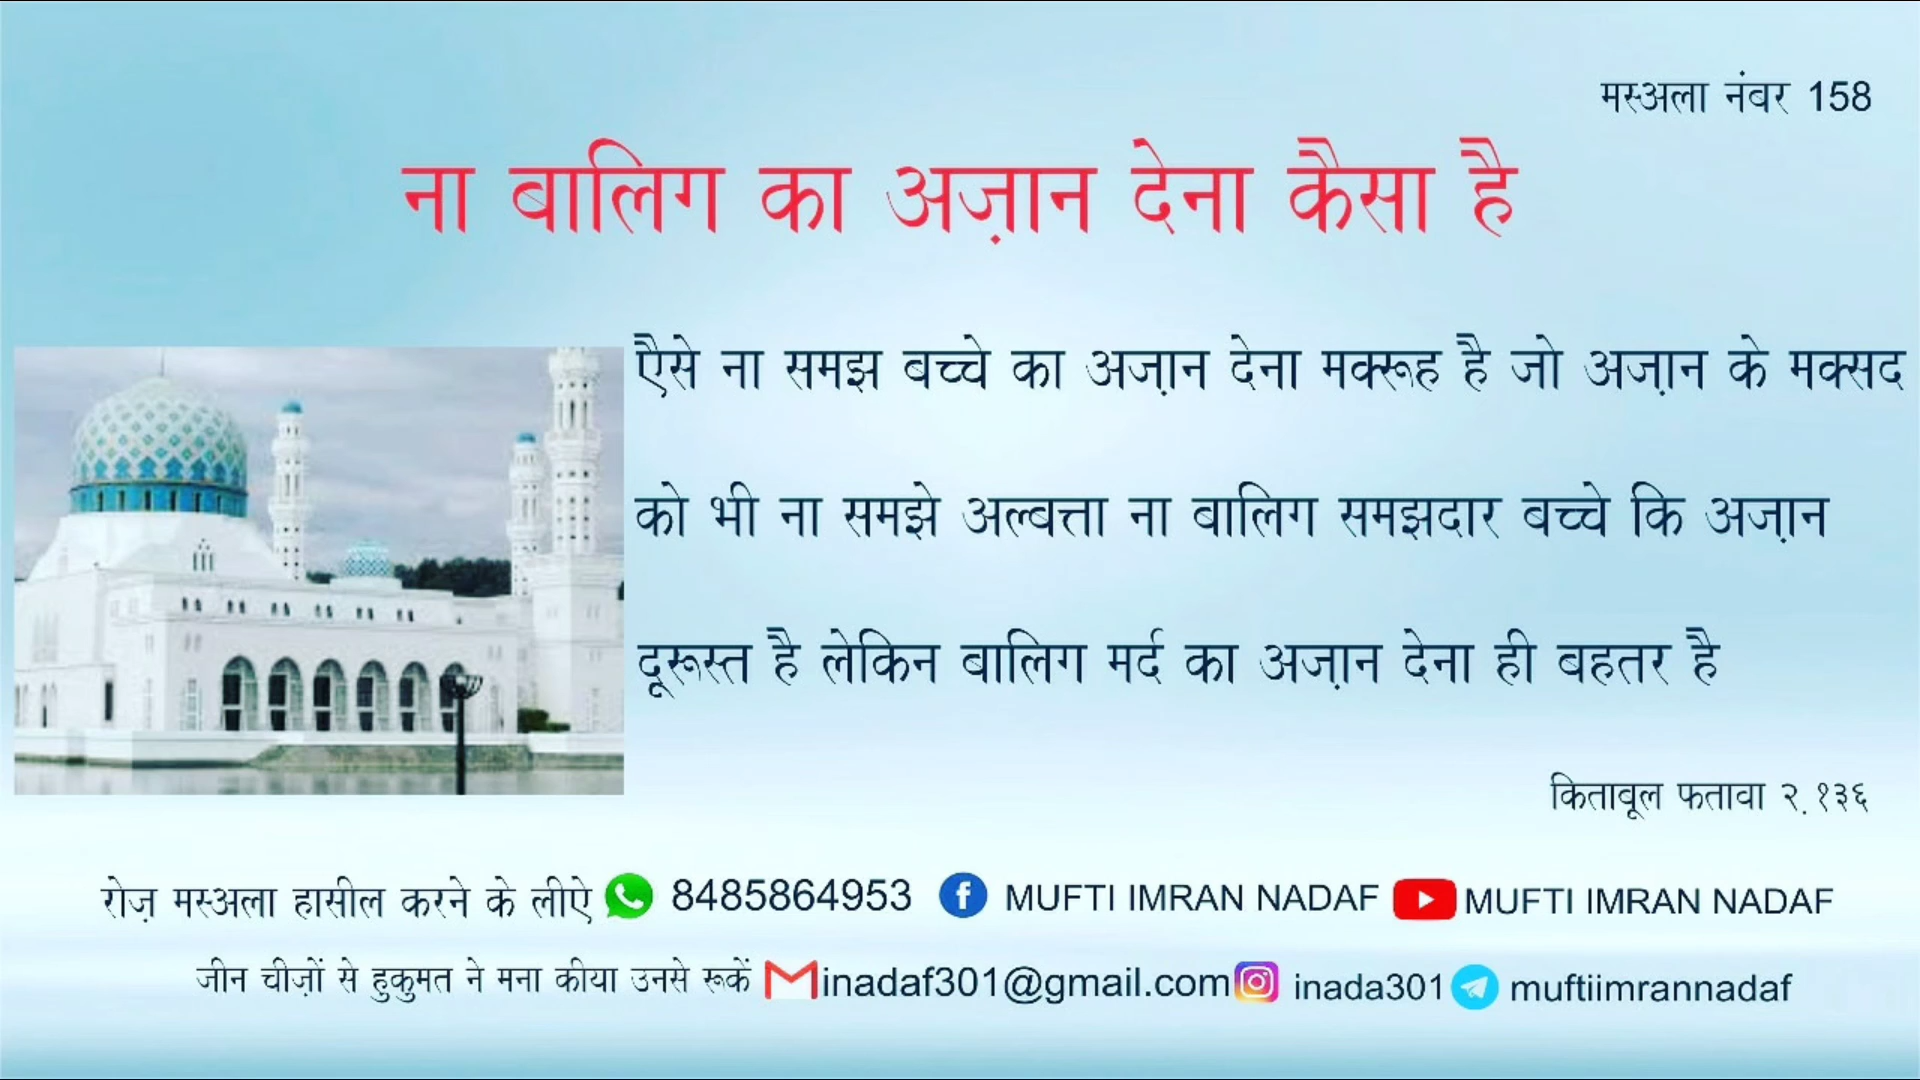 मस्अला नंबर 158
ना बालिग का अज़ान देना कैसा है
एैसे ना समझ बच्चे का अजा़न देना मक्रूह है जो अजा़न के मक्सद
को भी ना समझे अल्बत्ता ना बालिग समझदार बच्चे कि अजा़न
दूरूस्त है लेकिन बालिग मर्द का अजा़न देना ही बहतर है
किताबूल फतावा २.१३६
रोज़ मस्अला हासील करने के लीऐ 8485864953 MUFTI IMRAN NADAF MUFTI IMRAN NADAF
जीन चीज़ों से हुकुमत ने मना कीया उनसे रूकें inadaf301@gmail.com inada301 muftiimrannadaf